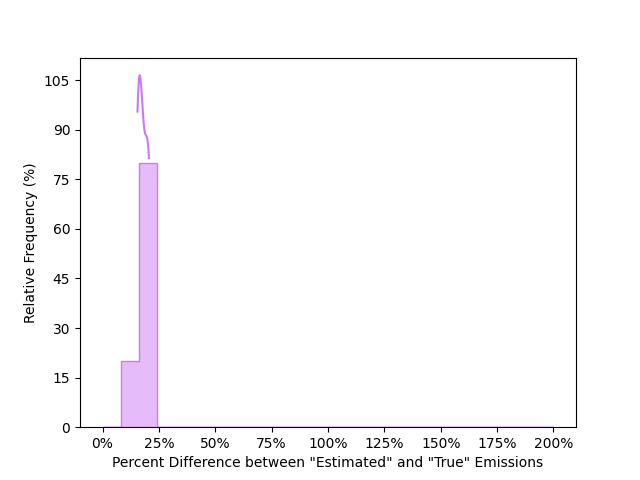 105
90
75
60
45
30
15
0
Relative Frequency (%)
0% 25% 50% 75% 100% 125% 150% 175% 200%
Percent Difference between "Estimated" and "True" Emissions